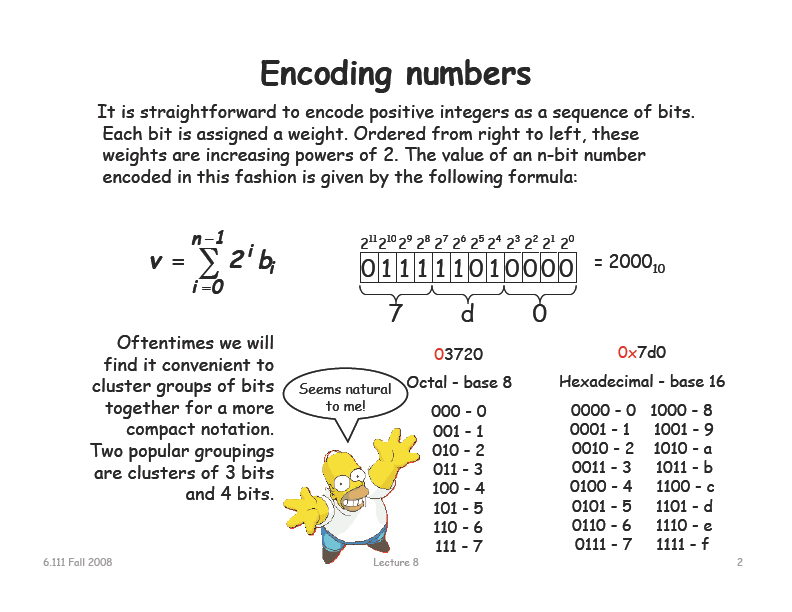 Encoding numbers
It is straightforward to encode positive integers as a sequence of bits.
Each bit is assigned a weight. Ordered from right to left, these
weights are increasing powers of 2. The value of an n-bit number
encoded in this fashion is given by the following formula:
v = n−1 ∑ i=0 2^i b_i
2^11 2^10 2^9 2^8 2^7 2^6 2^5 2^4 2^3 2^2 2^1 2^0
0 1 1 1 1 1 1 0 1 0 0 0 0 = 2000₁₀
7 d 0
Oftentimes we will
find it convenient to
cluster groups of bits
together for a more
compact notation.
Two popular groupings
are clusters of 3 bits
and 4 bits.
Seems natural
to me!
03720
Octal - base 8
000 - 0
001 - 1
010 - 2
011 - 3
100 - 4
101 - 5
110 - 6
111 - 7
0x7d0
Hexadecimal - base 16
0000 - 0 1000 - 8
0001 - 1 1001 - 9
0010 - 2 1010 - a
0011 - 3 1011 - b
0100 - 4 1100 - c
0101 - 5 1101 - d
0110 - 6 1110 - e
0111 - 7 1111 - f
6.111 Fall 2008 Lecture 8 2